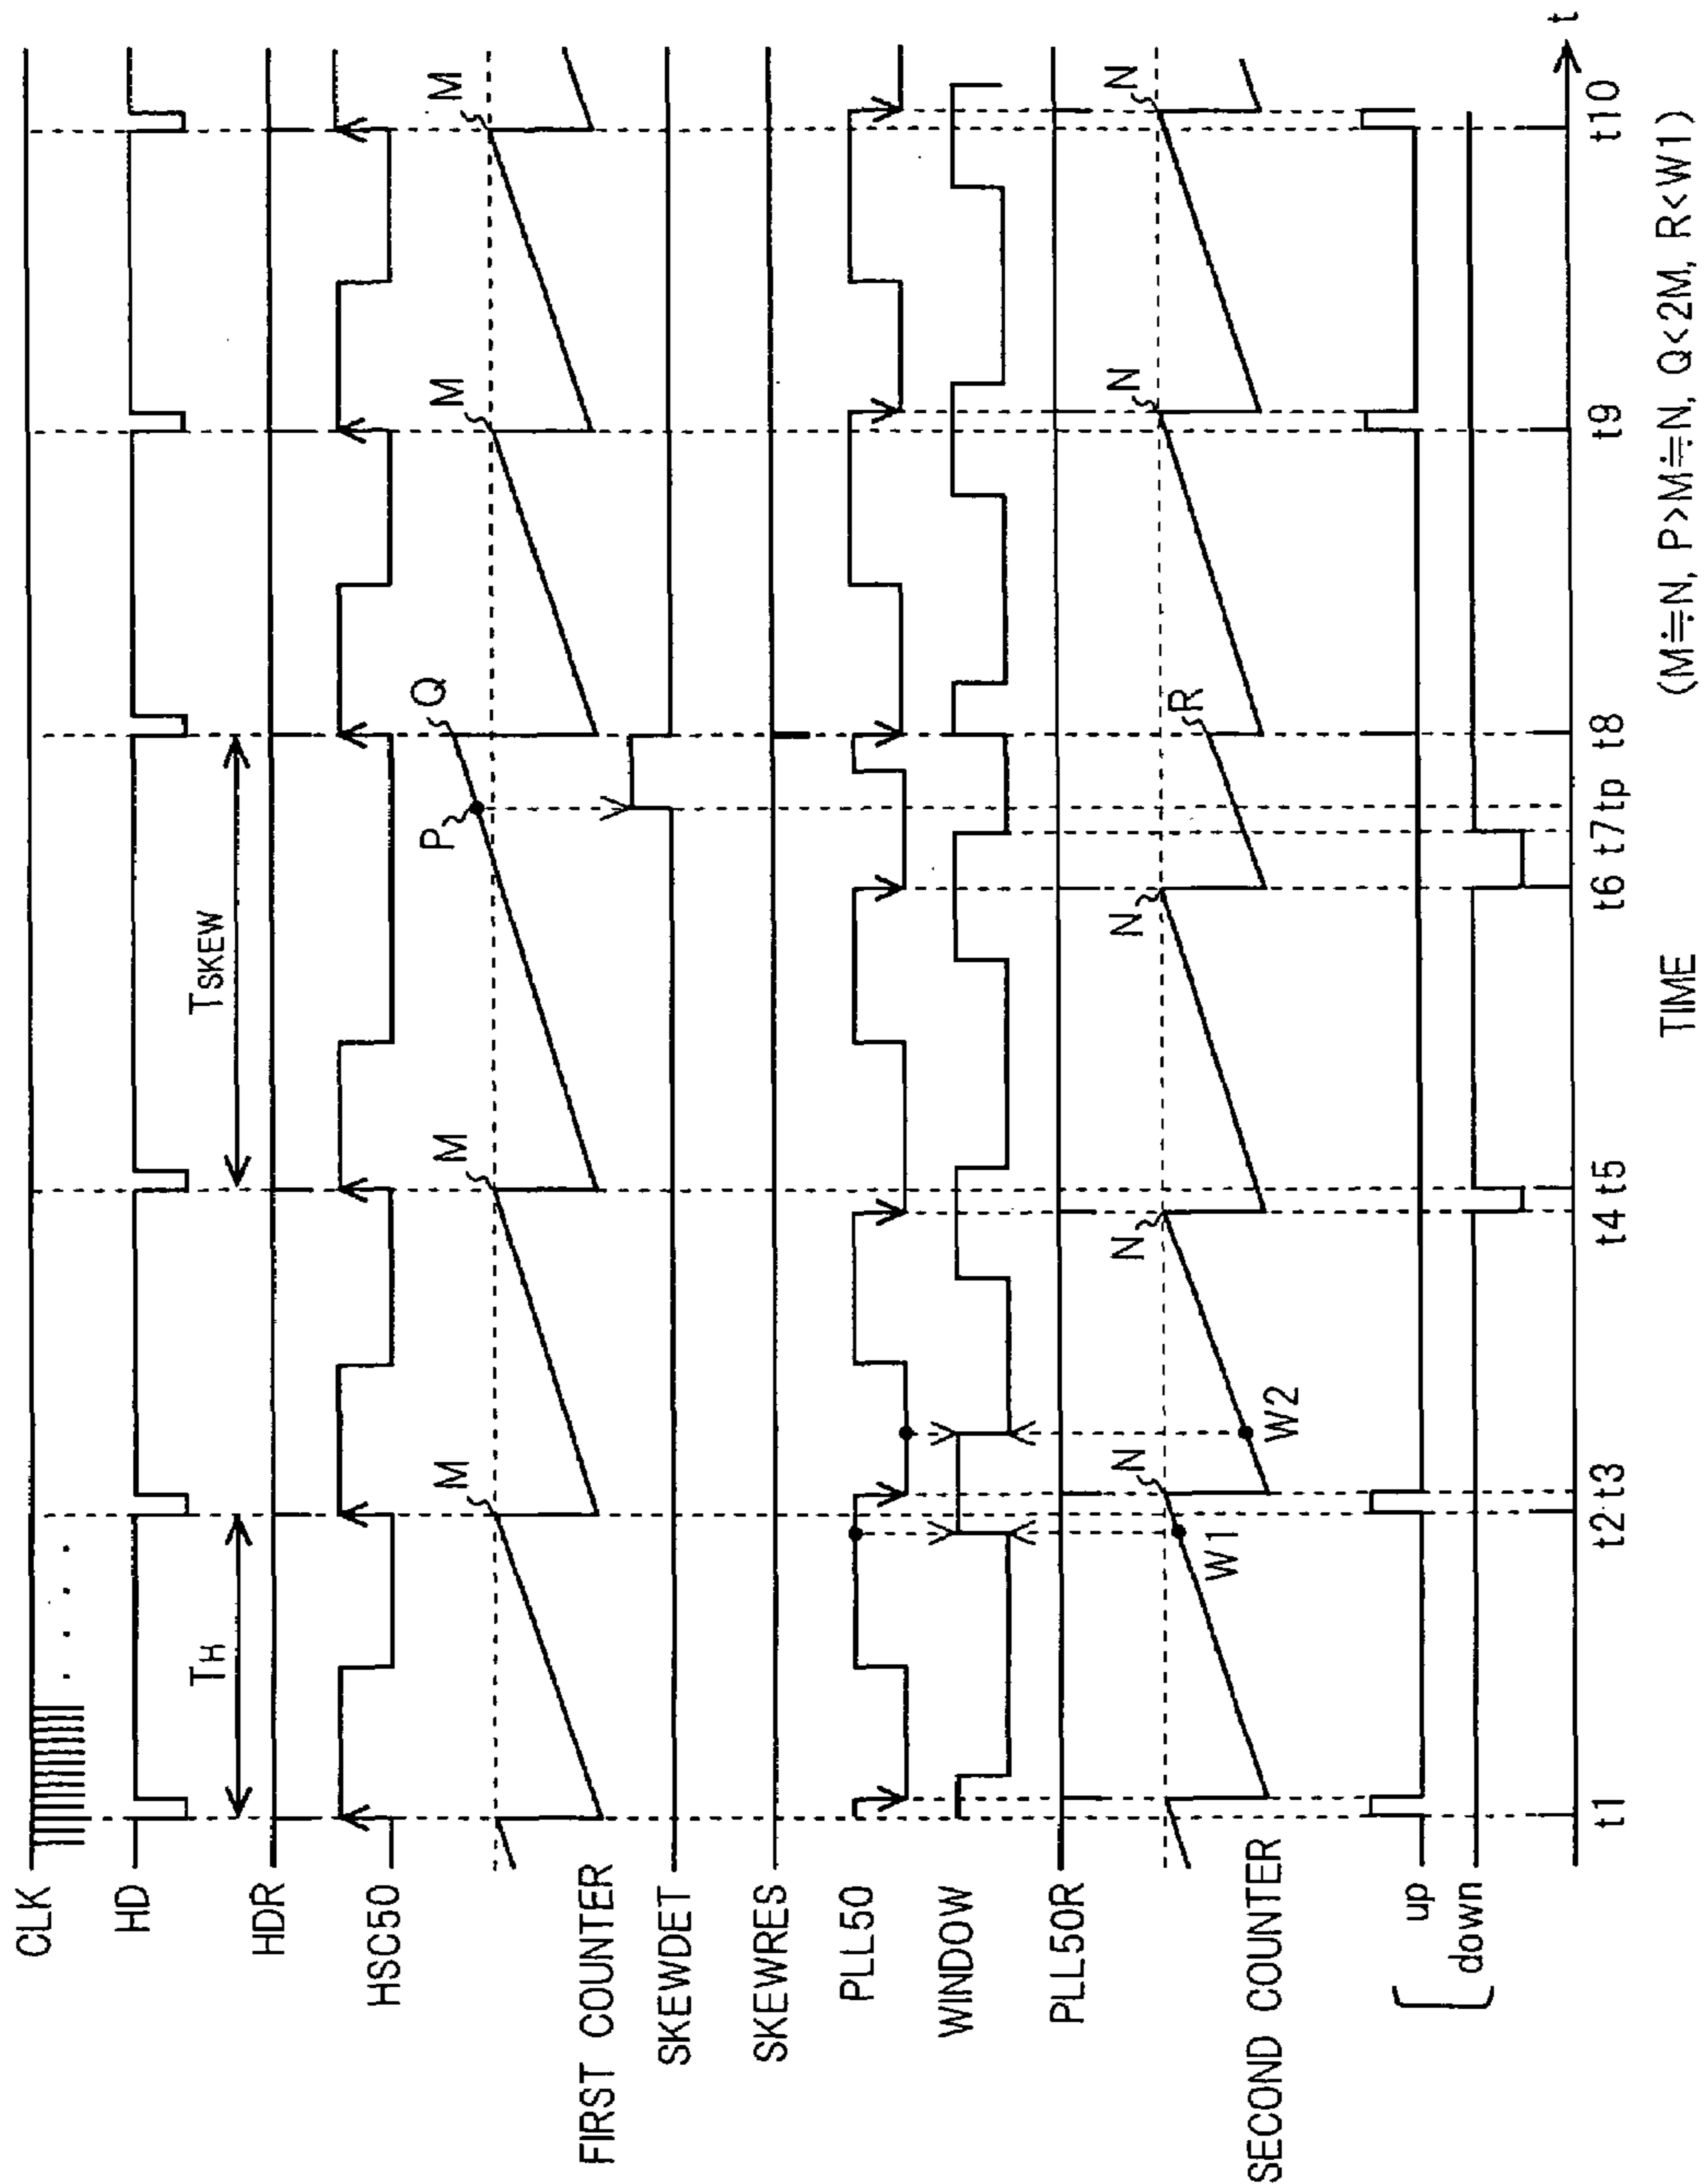 CLK
HD
TH
TSKEW
HDR
HSC50
FIRST COUNTER
M
M
P
Q
M
M
SKEWDET
SKEWRES
PLL50
WINDOW
PLL50R
SECOND COUNTER
W1
N
W2
N
N
R
N
N
up
down
t1
t2
t3
t4
t5
t6
t7
tp
t8
t9
t10
t
TIME
(M≒N, P>M≒N, Q<2M, R<W1)